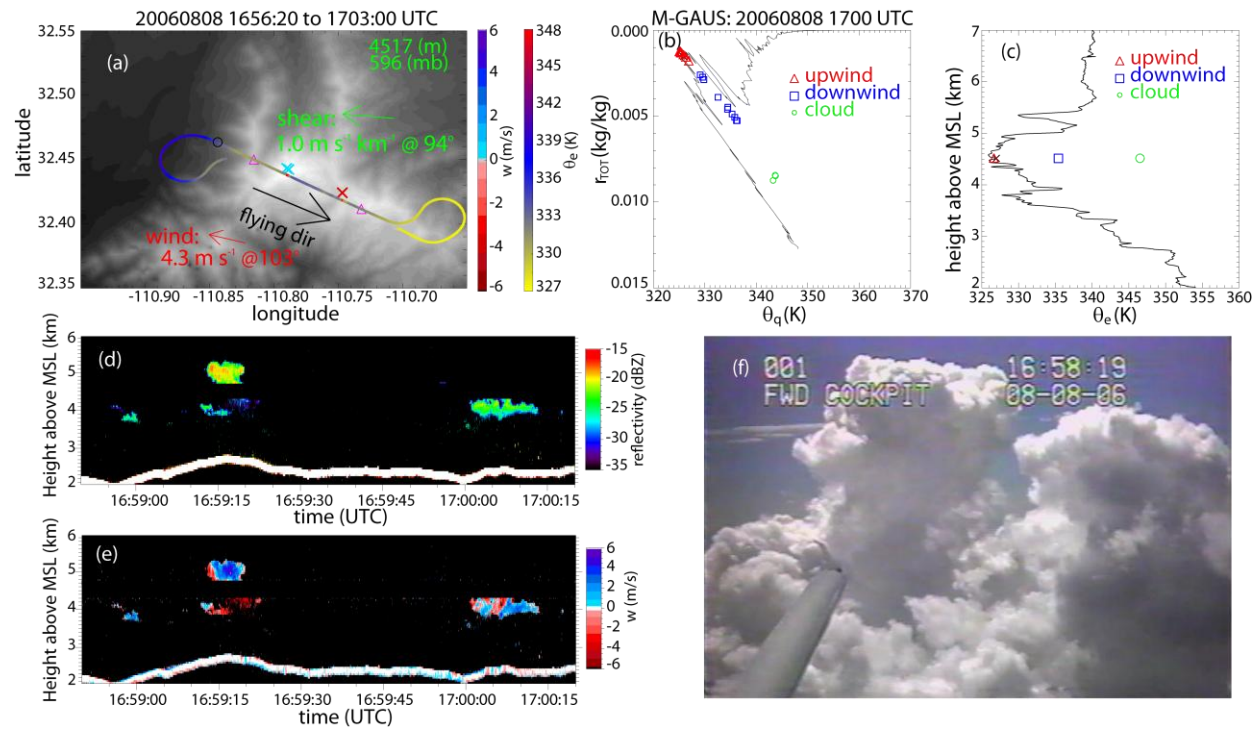 20060808 1656:20 to 1703:00 UTC
32.55
32.50
32.45
32.40
32.35
latitude
(a)
4517 (m)
596 (mb)
shear:
1.0 m s⁻¹ km⁻¹ @ 94°
flying dir
wind:
4.3 m s⁻¹ @103°
-110.90
-110.85
-110.80
-110.75
-110.70
longitude
6
4
2
0
-2
-4
-6
w (m/s)
348
345
342
339
336
333
330
327
θe (K)
M-GAUS: 20060808 1700 UTC
(b)
0.000
0.005
0.010
0.015
rTOT (kg/kg)
upwind
downwind
cloud
320
330
340
350
360
370
θq (K)
(c)
7
6
5
4
3
2
height above MSL (km)
upwind
downwind
cloud
325
330
340
350
360
θe (K)
(d)
6
5
4
3
2
Height above MSL (km)
16:59:00
16:59:15
16:59:30
16:59:45
17:00:00
17:00:15
time (UTC)
-15
-20
-25
-30
-35
reflectivity (dBZ)
(e)
6
5
4
3
2
Height above MSL (km)
16:59:00
16:59:15
16:59:30
16:59:45
17:00:00
17:00:15
time (UTC)
6
4
2
0
-2
-4
-6
w (m/s)
(f)
001 16:58:19
FWD COCKPIT 08-08-06